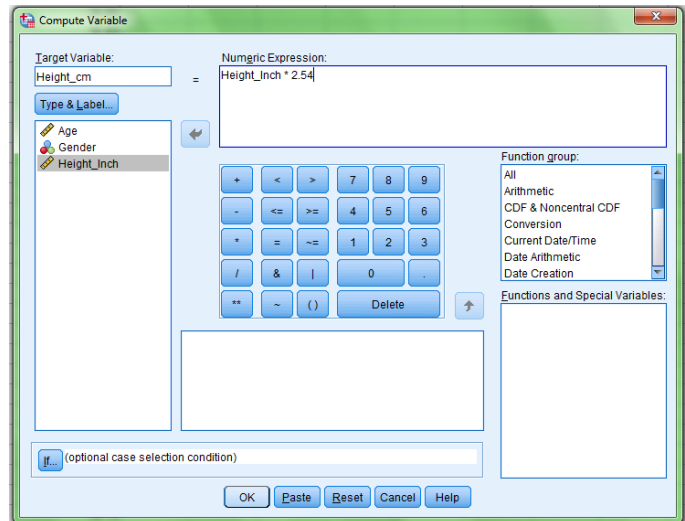 Compute Variable
Target Variable:
Height_cm
=
Numeric Expression:
Height_Inch * 2.54
Type & Label...
Age
Gender
Height_Inch
+ < > 7 8 9
- <= >= 4 5 6
* = ~= 1 2 3
/ & | 0 .
** ~ ( ) Delete
Function group:
All
Arithmetic
CDF & Noncentral CDF
Conversion
Current Date/Time
Date Arithmetic
Date Creation
Functions and Special Variables:
If... (optional case selection condition)
OK Paste Reset Cancel Help